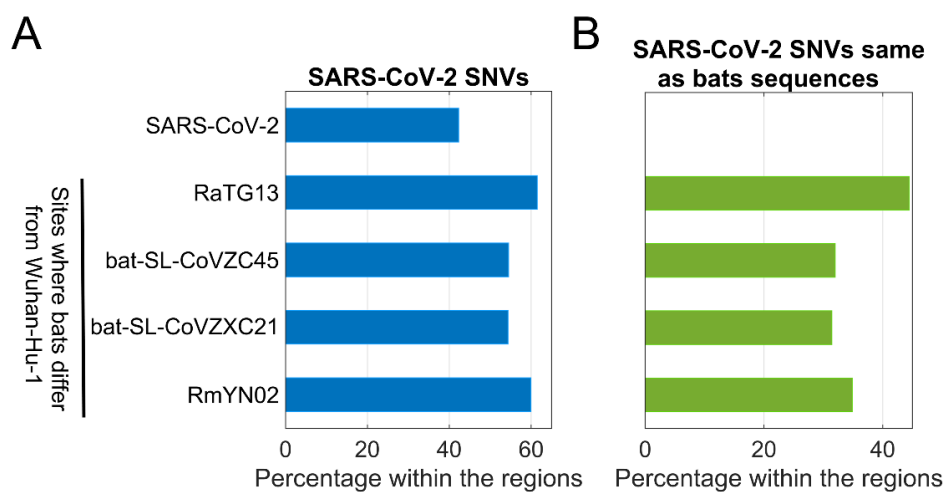 A
B
SARS-CoV-2 SNVs
SARS-CoV-2 SNVs same
as bats sequences
SARS-CoV-2
RaTG13
bat-SL-CoVZC45
bat-SL-CoVZXC21
RmYN02
Sites where bats differ
from Wuhan-Hu-1
0 20 40 60
Percentage within the regions
0 20 40
Percentage within the regions